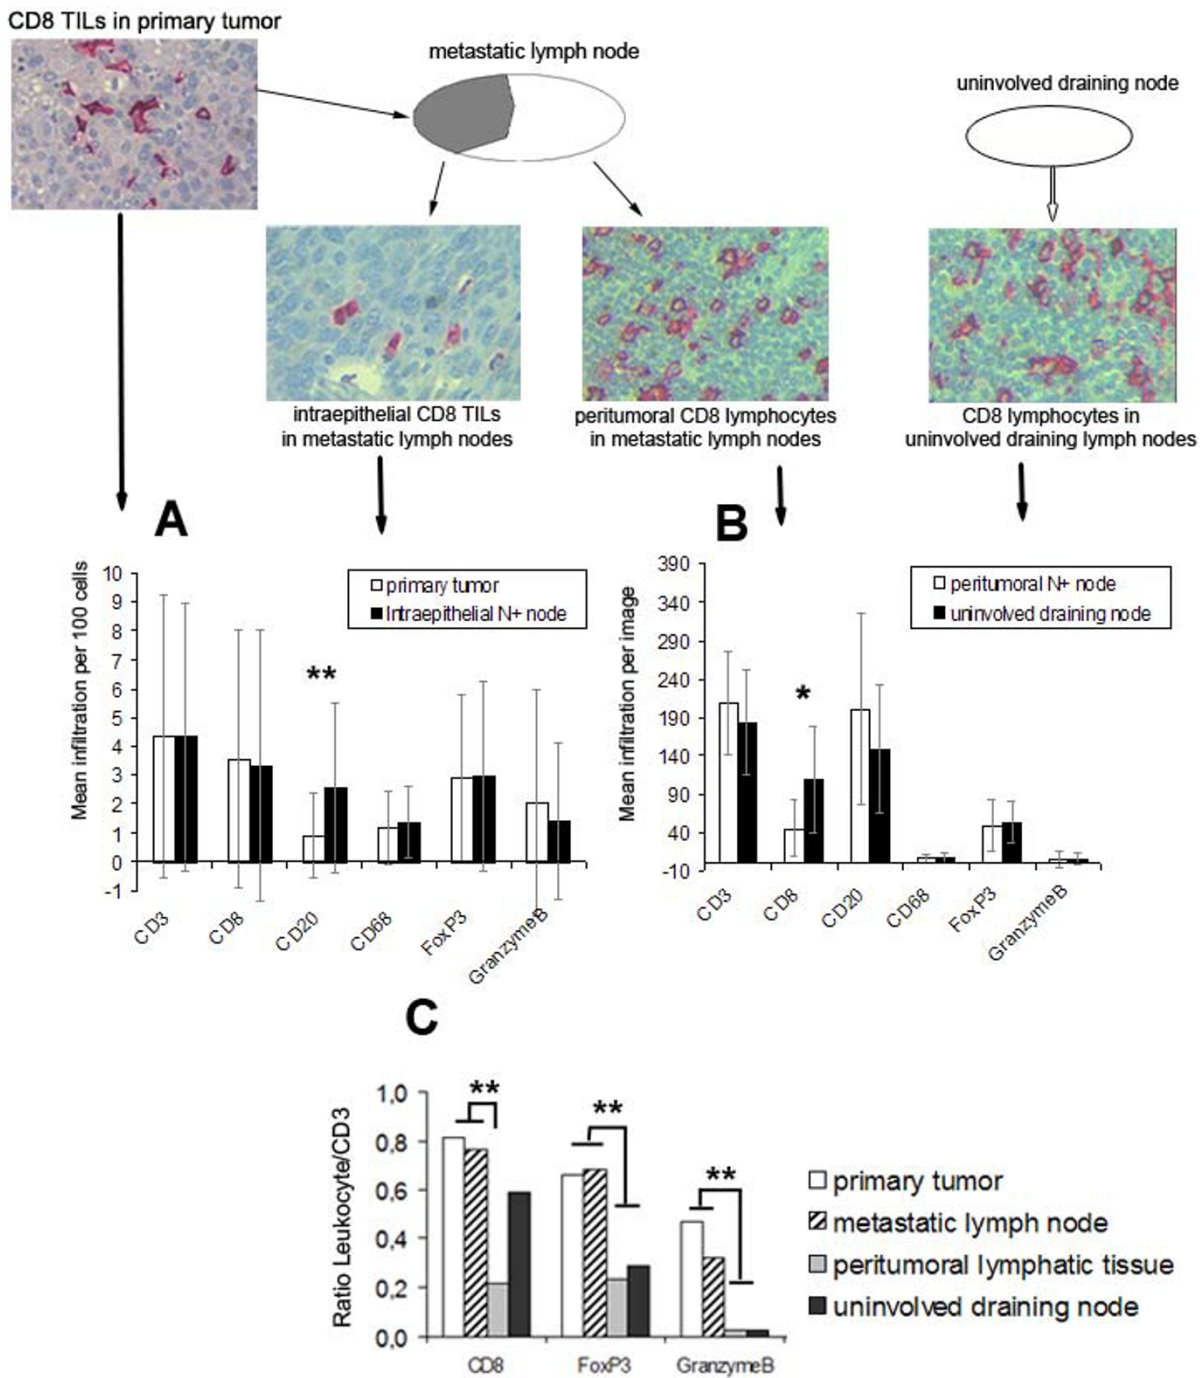 CD8 TILs in primary tumor
metastatic lymph node
uninvolved draining node
intraepithelial CD8 TILs
in metastatic lymph nodes
peritumoral CD8 lymphocytes
in metastatic lymph nodes
CD8 lymphocytes in
uninvolved draining lymph nodes
A
Mean infiltration per 100 cells
10
9
8
7
6
5
4
3
2
1
0
-1
primary tumor
Intraepithelial N+ node
**
CD3
CD8
CD20
CD68
FoxP3
GranzymeB
B
Mean infiltration per image
390
340
290
240
190
140
90
40
-10
peritumoral N+ node
uninvolved draining node
*
CD3
CD8
CD20
CD68
FoxP3
GranzymeB
C
Ratio Leukocyte/CD3
1,0
0,8
0,6
0,4
0,2
0,0
**
**
**
CD8
FoxP3
GranzymeB
primary tumor
metastatic lymph node
peritumoral lymphatic tissue
uninvolved draining node